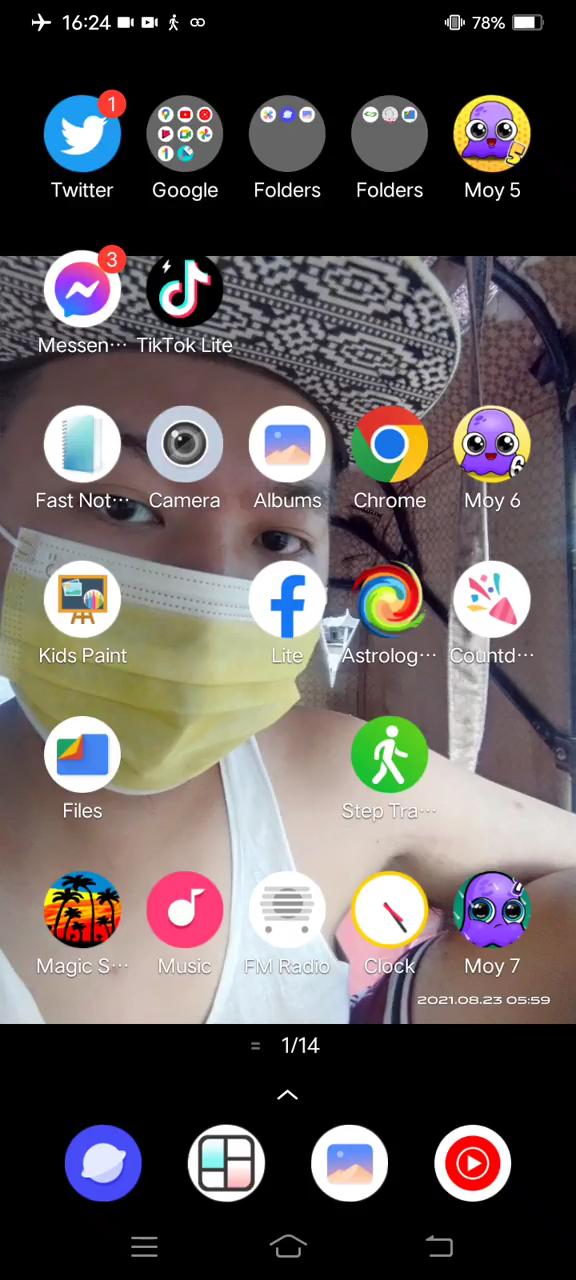 16:24 78%
1
Twitter Google Folders Folders Moy 5
3
Messen··· TikTok Lite
Fast Not··· Camera Albums Chrome Moy 6
Kids Paint Lite Astrolog··· Countd···
Files Step Tra···
Magic S··· Music FM Radio Clock Moy 7
2021.08.23 05:59
1/14